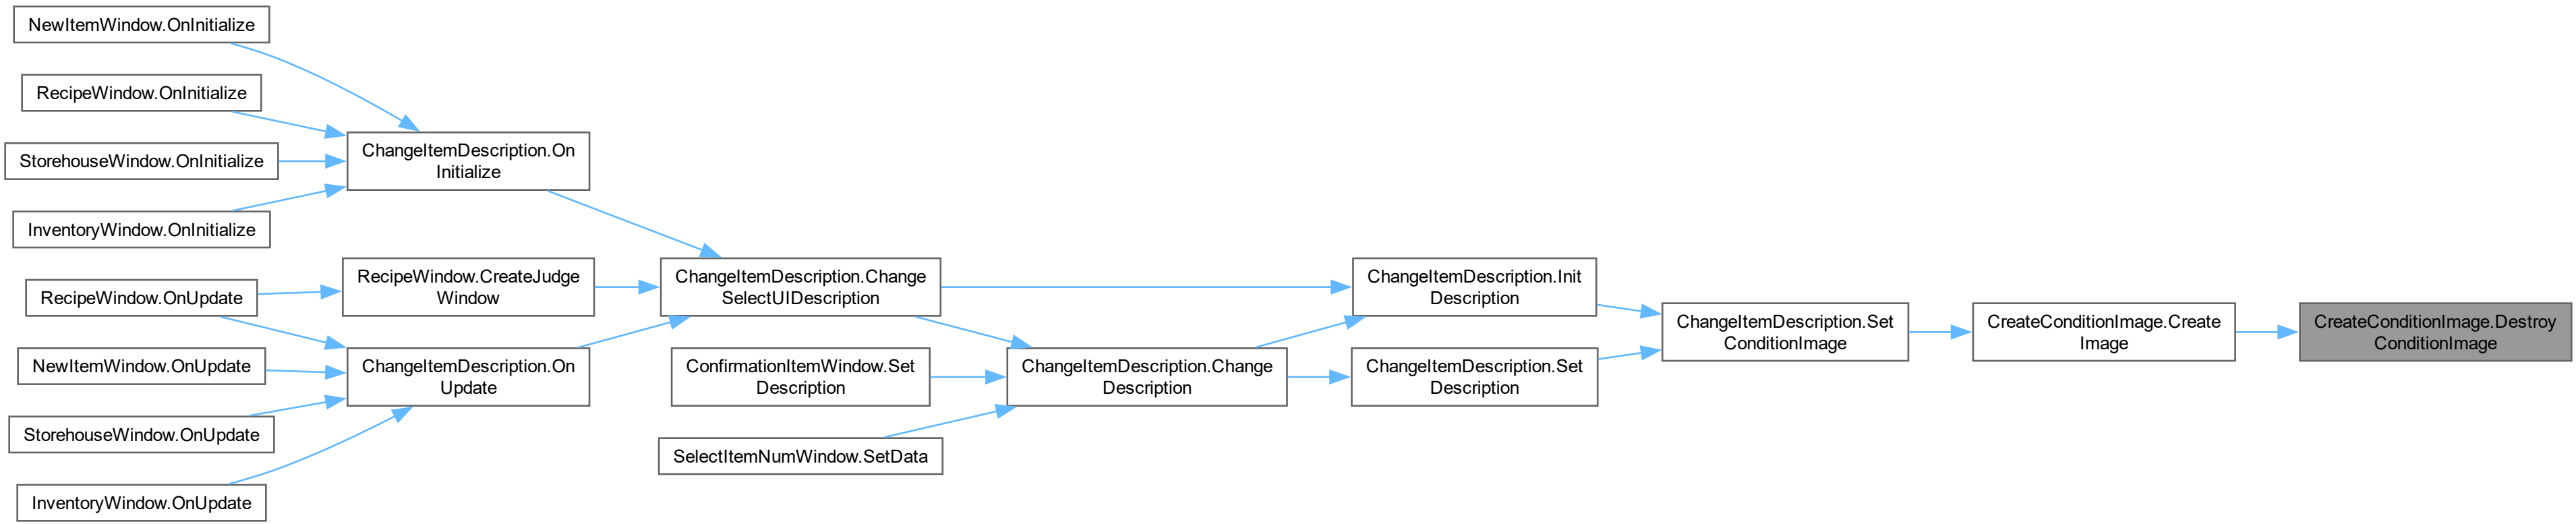 NewItemWindow.OnInitialize
RecipeWindow.OnInitialize
StorehouseWindow.OnInitialize
InventoryWindow.OnInitialize
RecipeWindow.OnUpdate
NewItemWindow.OnUpdate
StorehouseWindow.OnUpdate
InventoryWindow.OnUpdate
ChangeItemDescription.On
Initialize
RecipeWindow.CreateJudge
Window
ChangeItemDescription.On
Update
ChangeItemDescription.Change
SelectUIDescription
ConfirmationItemWindow.Set
Description
SelectItemNumWindow.SetData
ChangeItemDescription.Change
Description
ChangeItemDescription.Init
Description
ChangeItemDescription.Set
Description
ChangeItemDescription.Set
ConditionImage
CreateConditionImage.Create
Image
CreateConditionImage.Destroy
ConditionImage